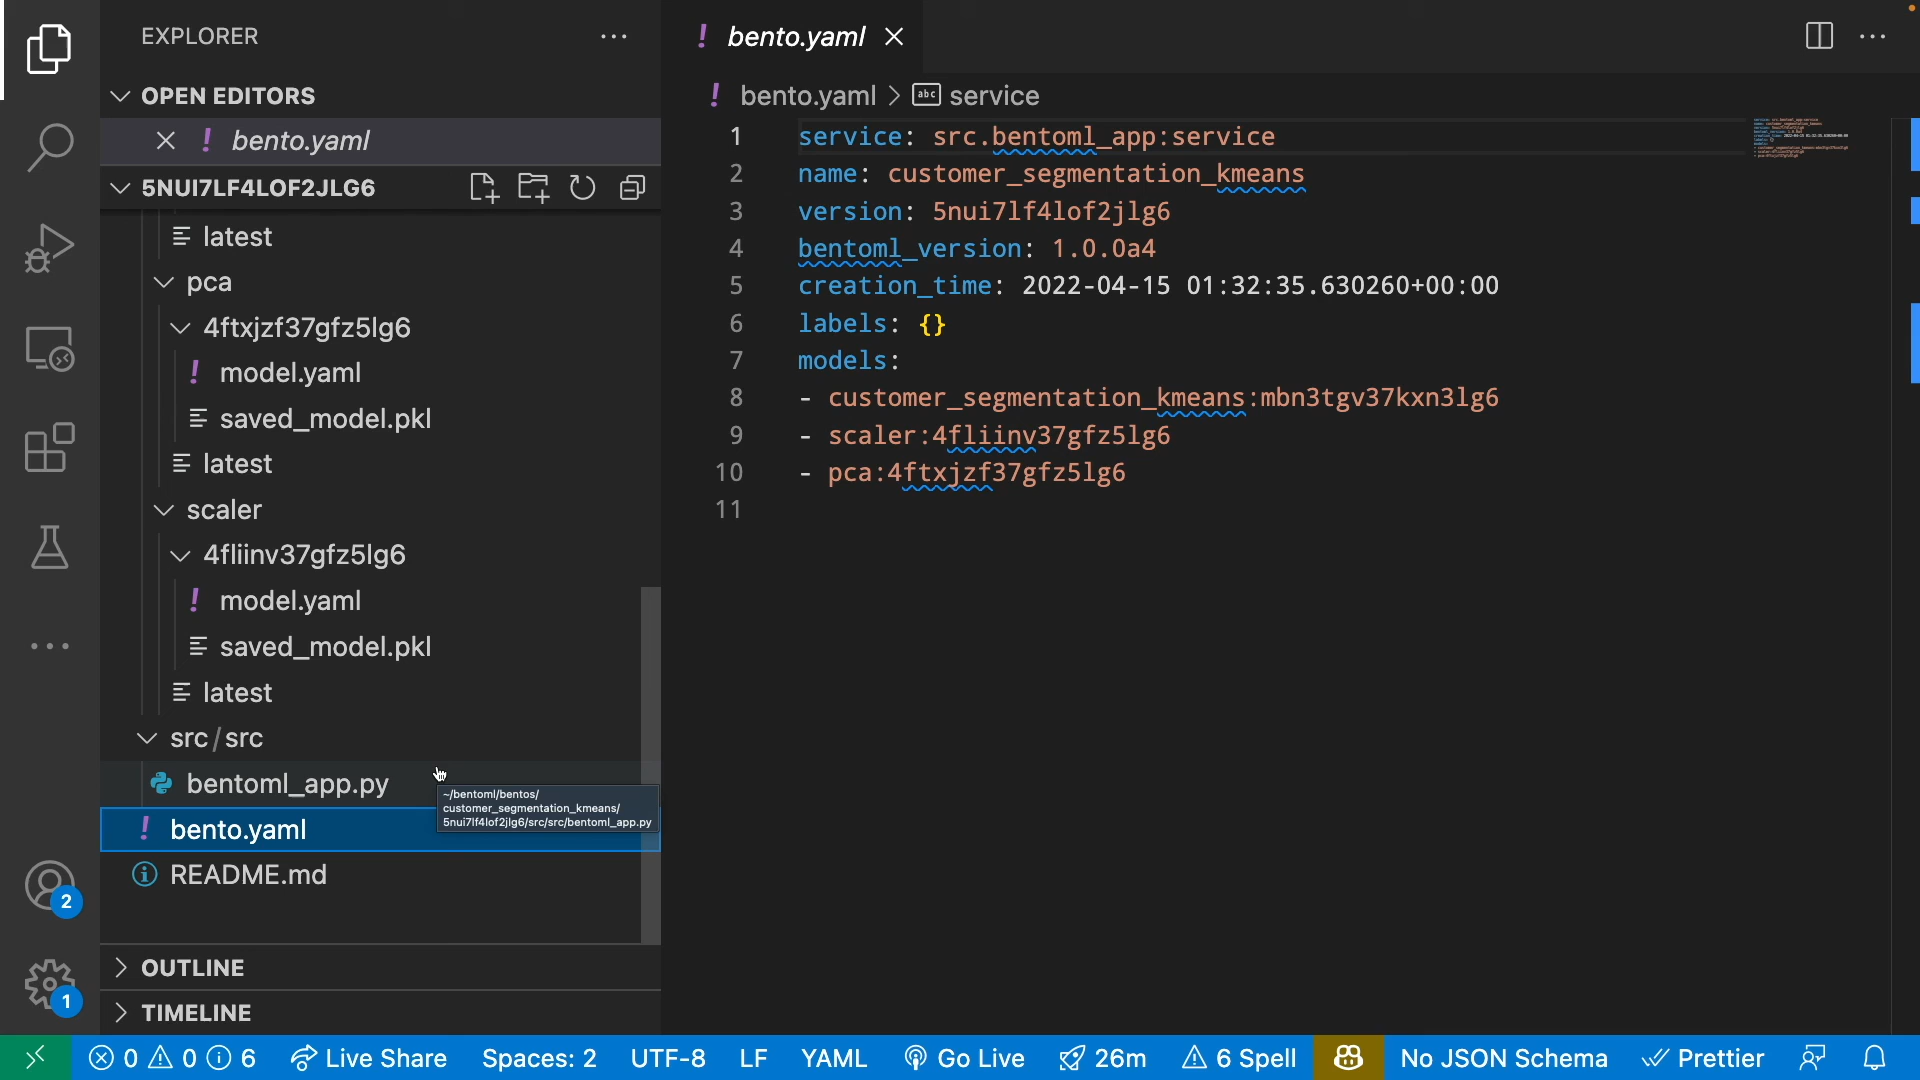 EXPLORER
OPEN EDITORS
bento.yaml
5NUI7LF4LOF2JLG6
latest
pca
4ftxjzf37gfz5lg6
model.yaml
saved_model.pkl
latest
scaler
4fliinv37gfz5lg6
model.yaml
saved_model.pkl
latest
src / src
bentoml_app.py
~/bentoml/bentos/
customer_segmentation_kmeans/
5nui7lf4lof2jlg6/src/src/bentoml_app.py
bento.yaml
README.md
OUTLINE
TIMELINE
2
1
bento.yaml
bento.yaml > abc service
1 service: src.bentoml_app:service
2 name: customer_segmentation_kmeans
3 version: 5nui7lf4lof2jlg6
4 bentoml_version: 1.0.0a4
5 creation_time: 2022-04-15 01:32:35.630260+00:00
6 labels: {}
7 models:
8 - customer_segmentation_kmeans:mbn3tgv37kxn3lg6
9 - scaler:4fliinv37gfz5lg6
10 - pca:4ftxjzf37gfz5lg6
11
0 0 6 Live Share Spaces: 2 UTF-8 LF YAML Go Live 26m 6 Spell No JSON Schema Prettier